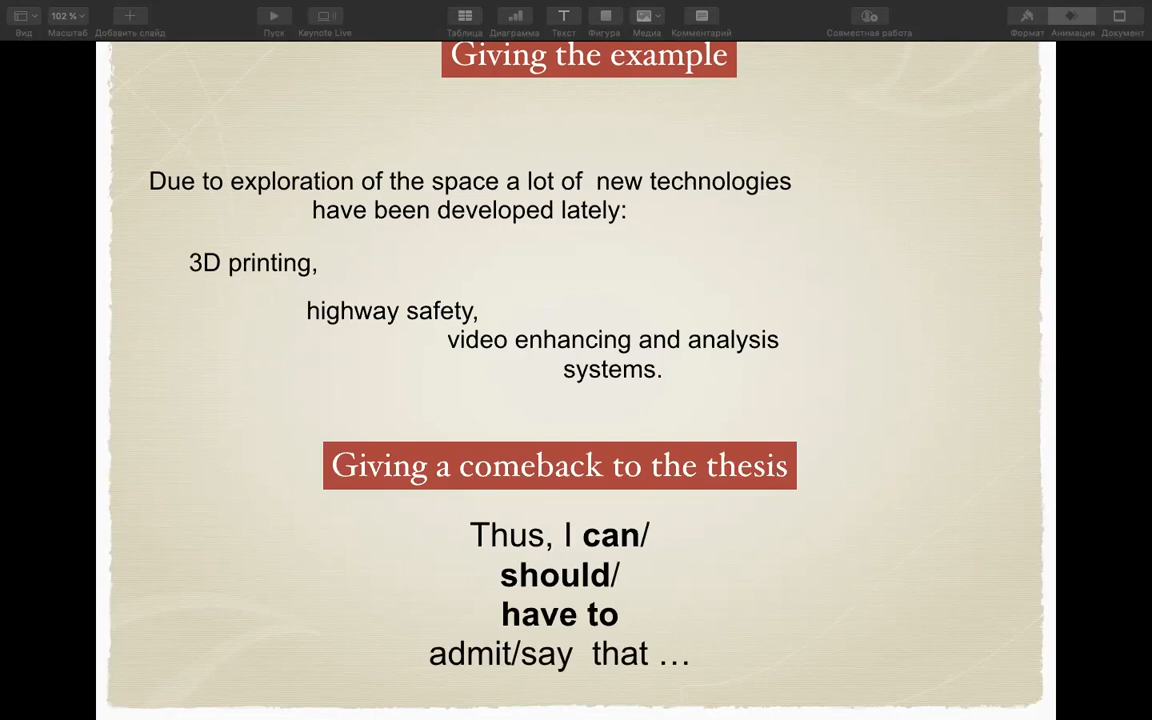 102 %
Вид
Масштаб
Добавить слайд
Пуск
Keynote Live
Таблица
Диаграмма
Текст
Фигура
Медиа
Комментарий
Совместная работа
Формат
Анимация
Документ
Giving the example
Due to exploration of the space a lot of new technologies
have been developed lately:
3D printing,
highway safety,
video enhancing and analysis
systems.
Giving a comeback to the thesis
Thus, I can/
should/
have to
admit/say that …